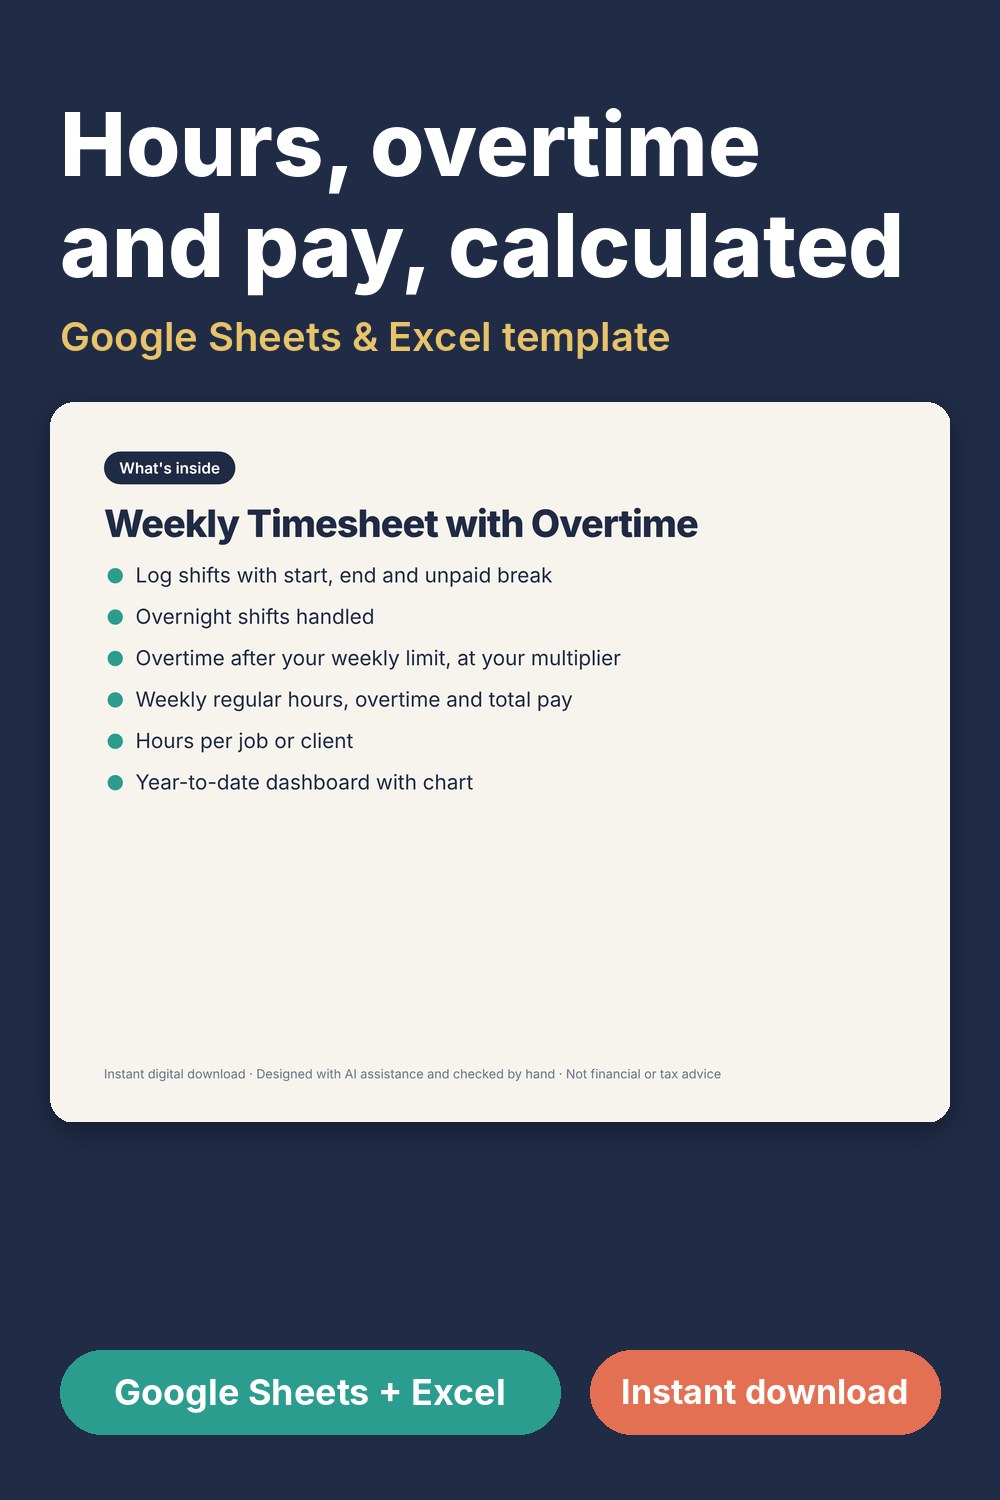 Hours, overtime
and pay, calculated
Google Sheets & Excel template
What's inside
Weekly Timesheet with Overtime
Log shifts with start, end and unpaid break
Overnight shifts handled
Overtime after your weekly limit, at your multiplier
Weekly regular hours, overtime and total pay
Hours per job or client
Year-to-date dashboard with chart
Instant digital download · Designed with AI assistance and checked by hand · Not financial or tax advice
Google Sheets + Excel
Instant download